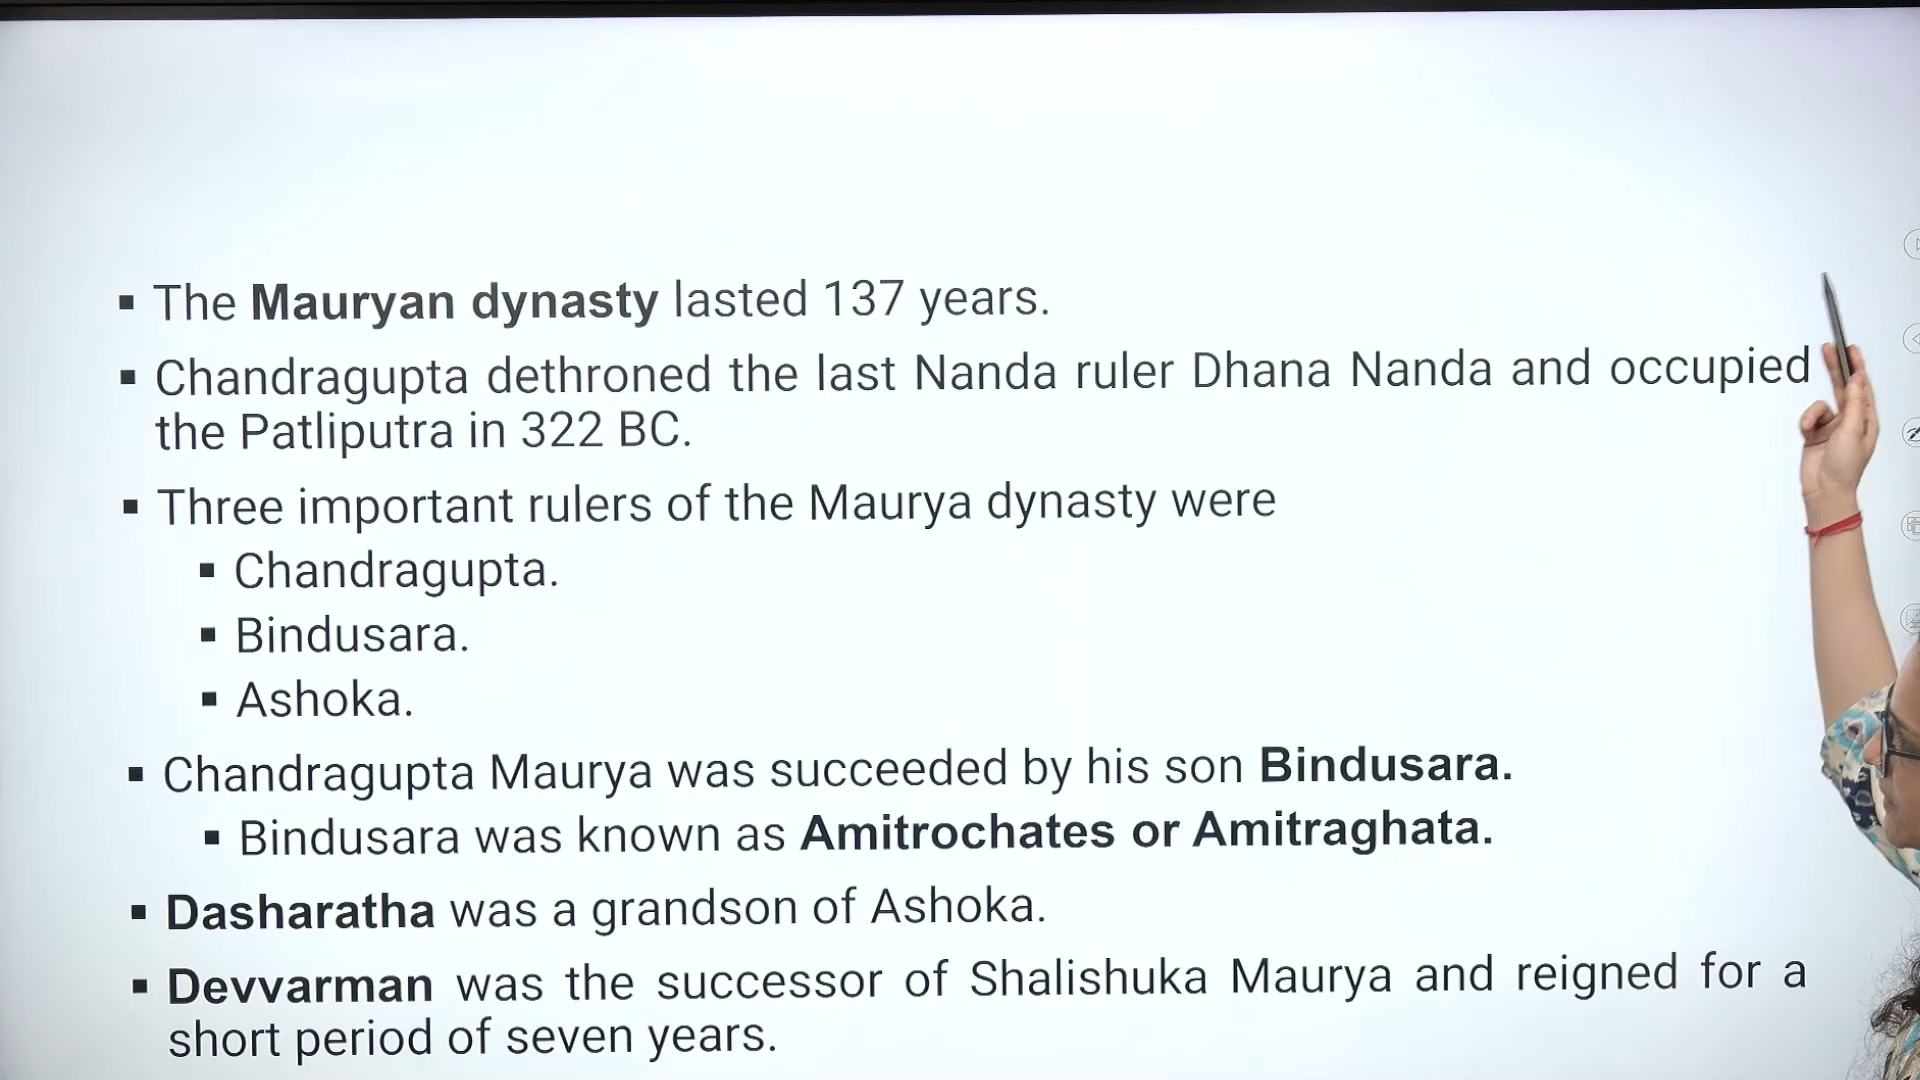 ▪ The Mauryan dynasty lasted 137 years.
▪ Chandragupta dethroned the last Nanda ruler Dhana Nanda and occupied
the Patliputra in 322 BC.
▪ Three important rulers of the Maurya dynasty were
▪ Chandragupta.
▪ Bindusara.
▪ Ashoka.
▪ Chandragupta Maurya was succeeded by his son Bindusara.
▪ Bindusara was known as Amitrochates or Amitraghata.
▪ Dasharatha was a grandson of Ashoka.
▪ Devvarman was the successor of Shalishuka Maurya and reigned for a
short period of seven years.